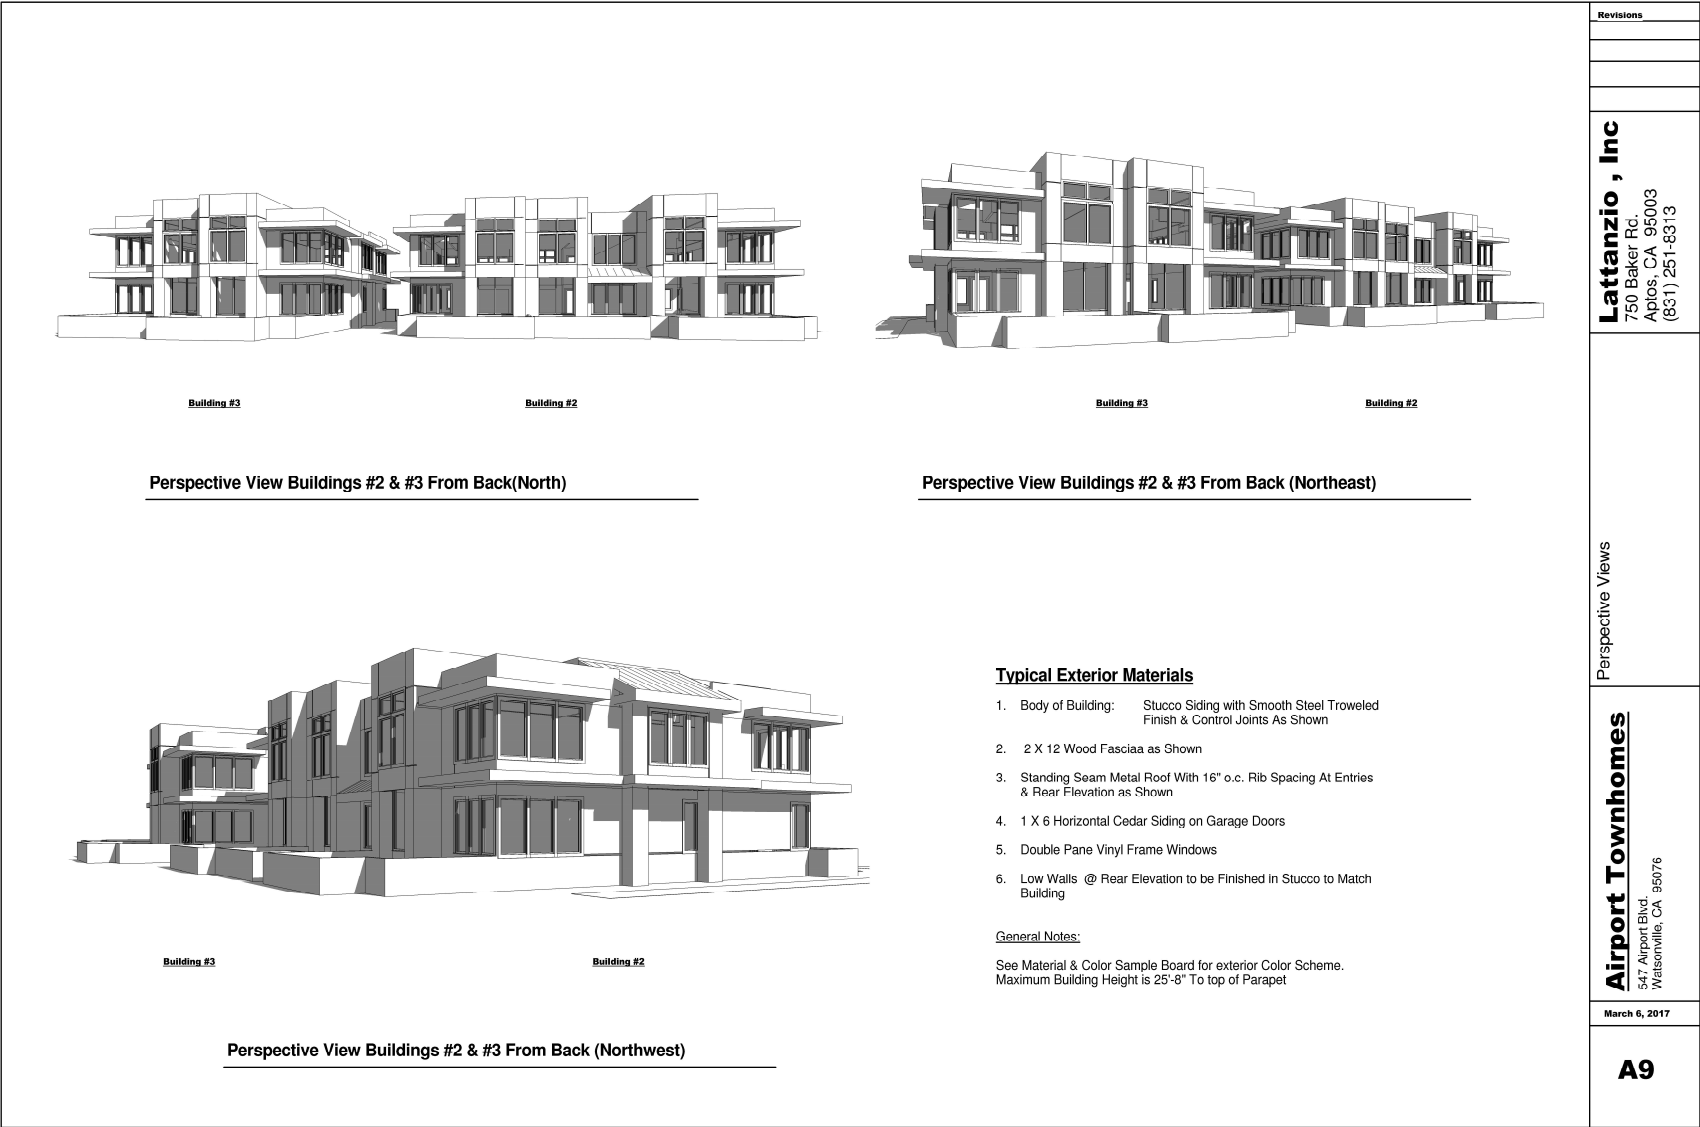 Building #3
Building #2
Perspective View Buildings #2 & #3 From Back(North)
Building #3
Building #2
Perspective View Buildings #2 & #3 From Back (Northeast)
Building #3
Building #2
Perspective View Buildings #2 & #3 From Back (Northwest)
Typical Exterior Materials
1. Body of Building: Stucco Siding with Smooth Steel Troweled
Finish & Control Joints As Shown
2. 2 X 12 Wood Fasciaa as Shown
3. Standing Seam Metal Roof With 16" o.c. Rib Spacing At Entries
& Rear Elevation as Shown
4. 1 X 6 Horizontal Cedar Siding on Garage Doors
5. Double Pane Vinyl Frame Windows
6. Low Walls @ Rear Elevation to be Finished in Stucco to Match
Building
General Notes:
See Material & Color Sample Board for exterior Color Scheme.
Maximum Building Height is 25'-8" To top of Parapet
Revisions
Lattanzio , Inc
750 Baker Rd.
Aptos, CA 95003
(831) 251-8313
Perspective Views
Airport Townhomes
547 Airport Blvd.
Watsonville, CA 95076
March 6, 2017
A9